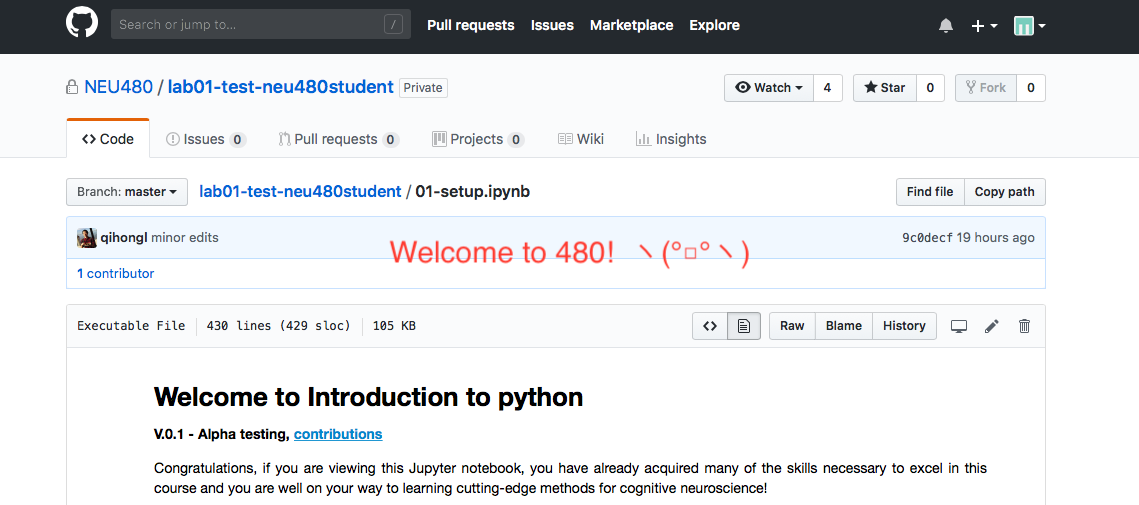 Search or jump to... /
Pull requests Issues Marketplace Explore
NEU480 / lab01-test-neu480student Private
Watch 4 Star 0 Fork 0
Code Issues 0 Pull requests 0 Projects 0 Wiki Insights
Branch: master lab01-test-neu480student / 01-setup.ipynb Find file Copy path
qihongl minor edits 9c0decf 19 hours ago
Welcome to 480! ヽ(°□°ヽ)
1 contributor
Executable File 430 lines (429 sloc) 105 KB Raw Blame History
Welcome to Introduction to python
V.0.1 - Alpha testing, contributions
Congratulations, if you are viewing this Jupyter notebook, you have already acquired many of the skills necessary to excel in this
course and you are well on your way to learning cutting-edge methods for cognitive neuroscience!